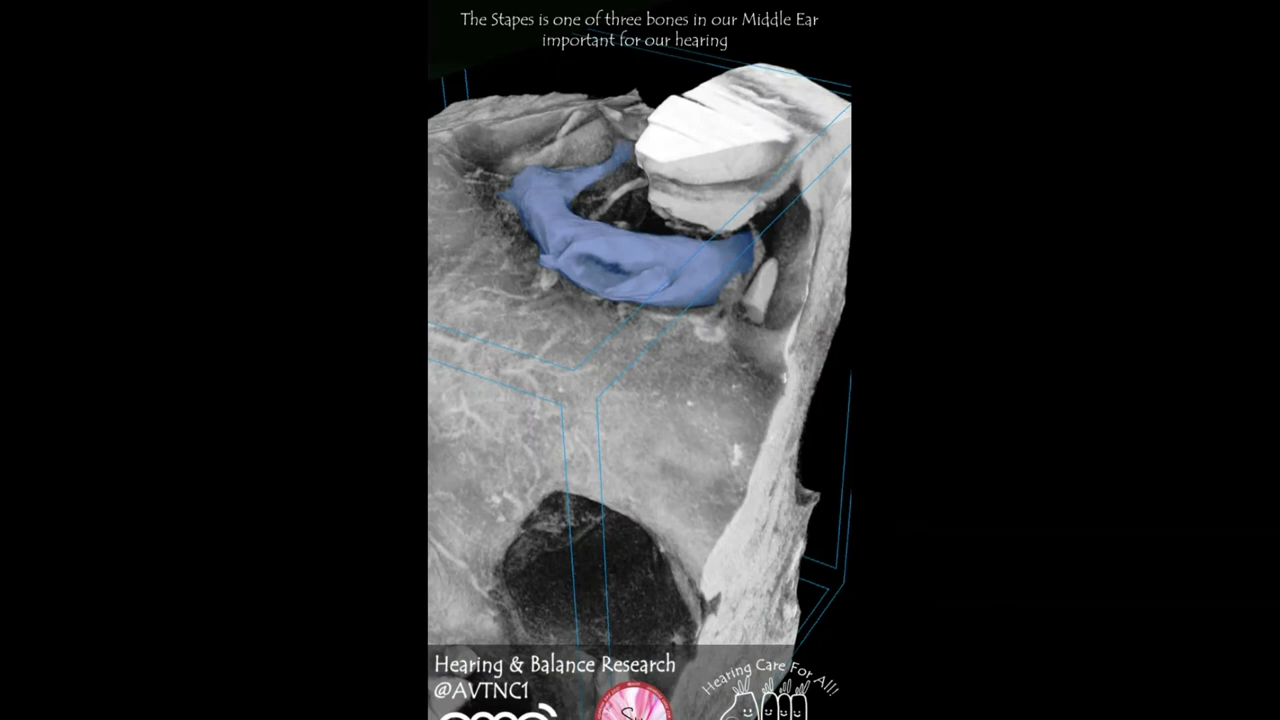 The Stapes is one of three bones in our Middle Ear
important for our hearing
Hearing & Balance Research
@AVTNC1
Hearing Care For All!